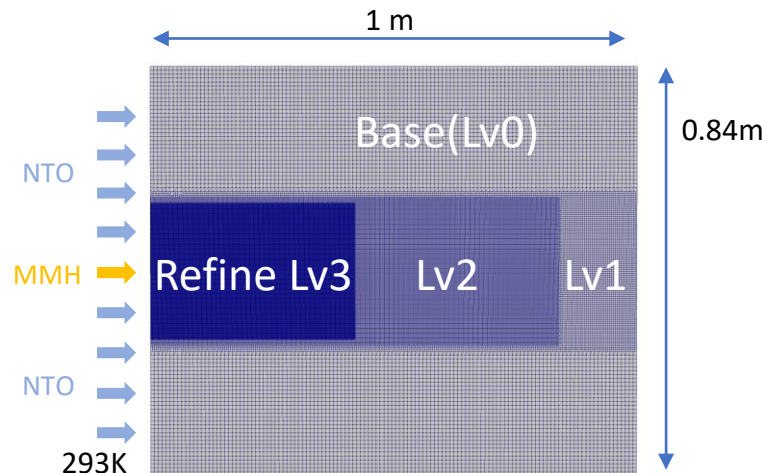 1 m
Base(Lv0)
0.84m
NTO
MMH
Refine Lv3
Lv2
Lv1
NTO
293K